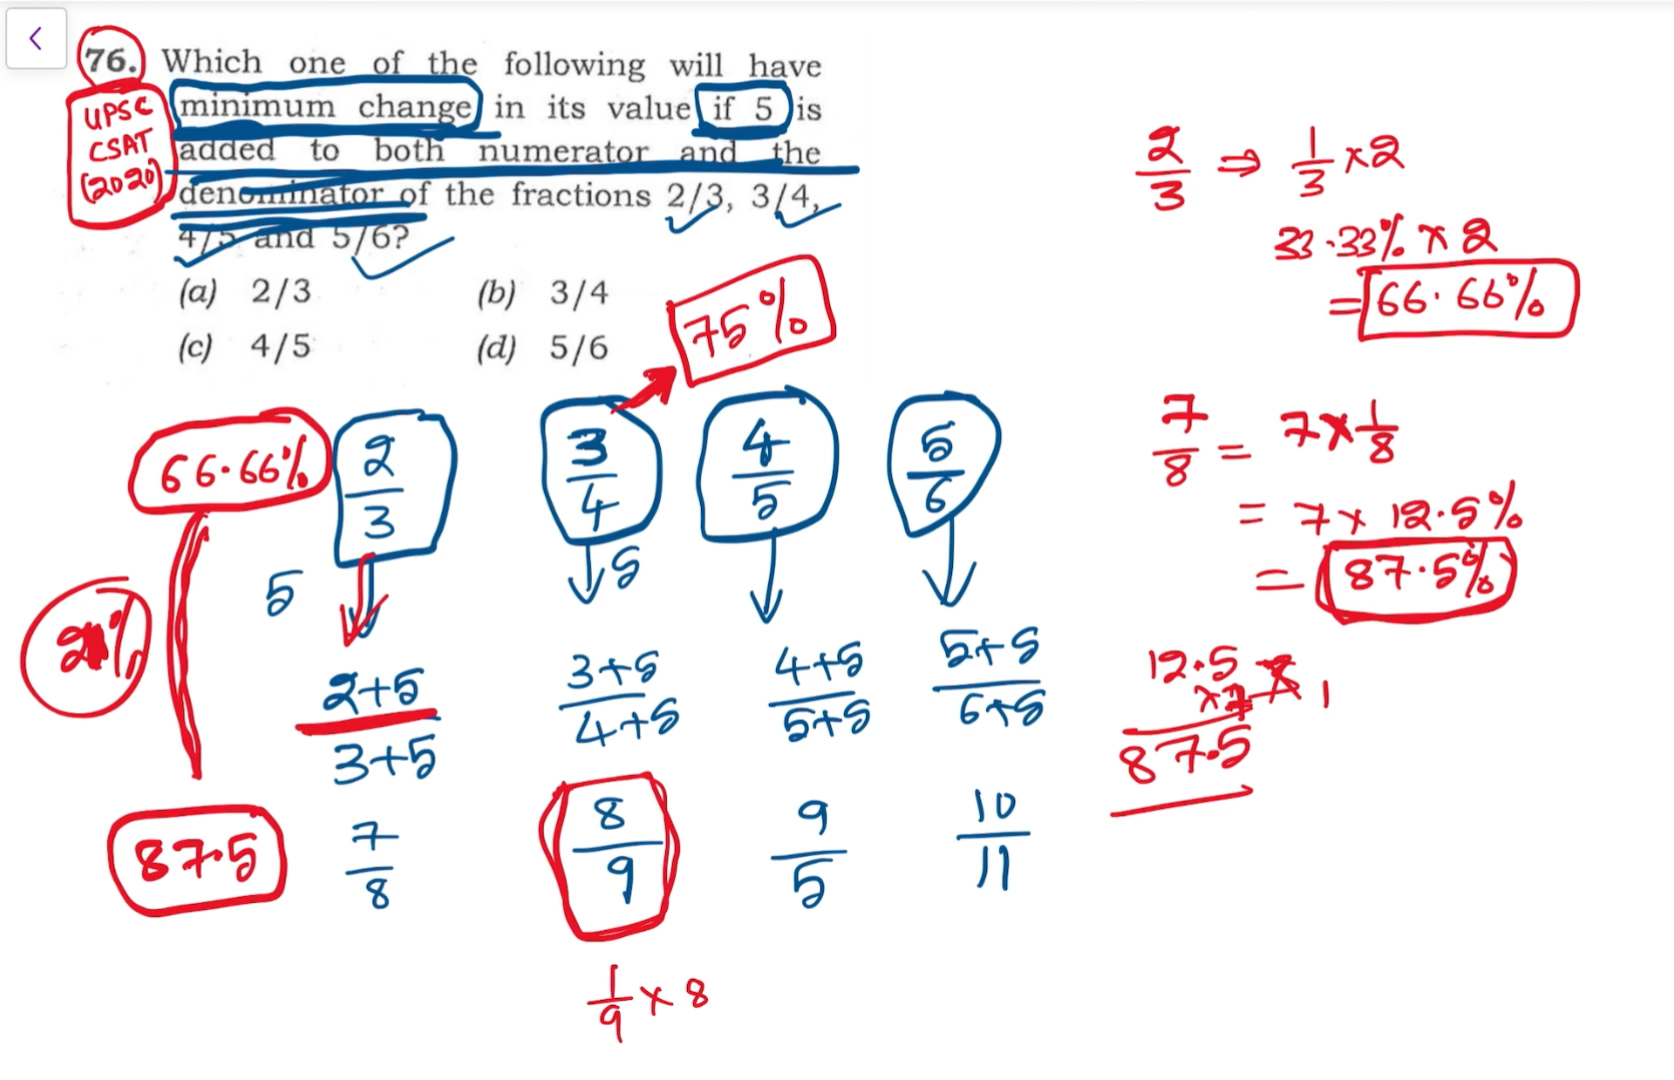 76. Which one of the following will have
minimum change in its value if 5 is
added to both numerator and the
denominator of the fractions 2/3, 3/4,
4/5 and 5/6?
UPSC
CSAT
(2020)
(a) 2/3 (b) 3/4
(c) 4/5 (d) 5/6
75%
66.66% 2/3 3/4 4/5 5/6
5 5
2+5/3+5 3+5/4+5 4+5/5+5 5+5/6+5
87.5 7/8 8/9 9/5 10/11
1/9 × 8
2/3 ⇒ 1/3 × 2
33.33% × 2
= 66.66%
7/8 = 7 × 1/8
= 7 × 12.5%
= 87.5%
12.5
87.5